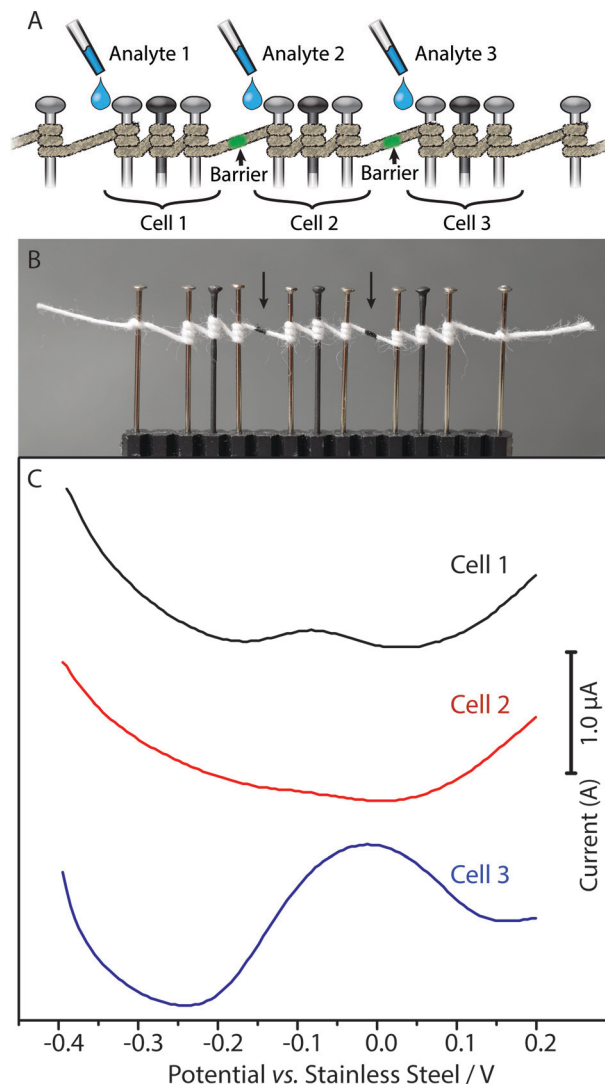 A
Analyte 1
Analyte 2
Analyte 3
Barrier
Barrier
Cell 1
Cell 2
Cell 3
B
C
Cell 1
Cell 2
Cell 3
1.0 µA
Current (A)
-0.4
-0.3
-0.2
-0.1
0.0
0.1
0.2
Potential vs. Stainless Steel / V